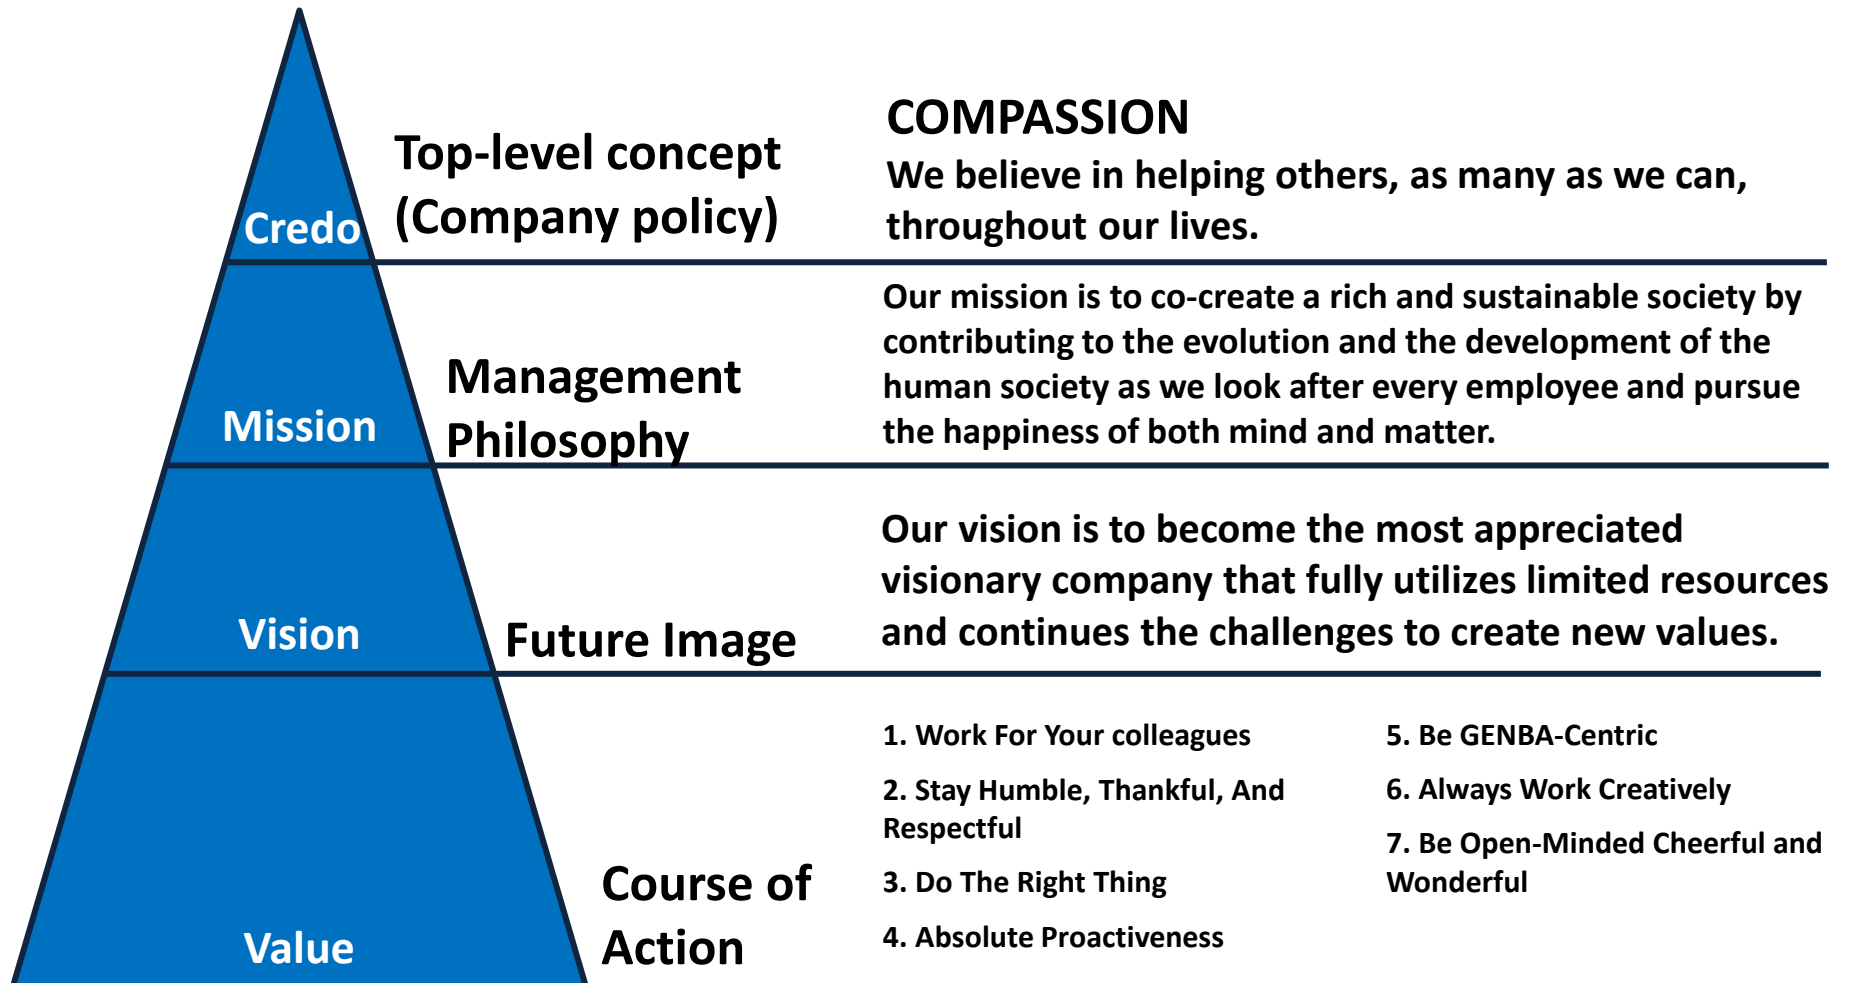 Credo
Top-level concept
(Company policy)
COMPASSION
We believe in helping others, as many as we can,
throughout our lives.
Mission
Management
Philosophy
Our mission is to co-create a rich and sustainable society by
contributing to the evolution and the development of the
human society as we look after every employee and pursue
the happiness of both mind and matter.
Vision
Future Image
Our vision is to become the most appreciated
visionary company that fully utilizes limited resources
and continues the challenges to create new values.
Value
Course of
Action
1. Work For Your colleagues
2. Stay Humble, Thankful, And
Respectful
3. Do The Right Thing
4. Absolute Proactiveness
5. Be GENBA-Centric
6. Always Work Creatively
7. Be Open-Minded Cheerful and
Wonderful